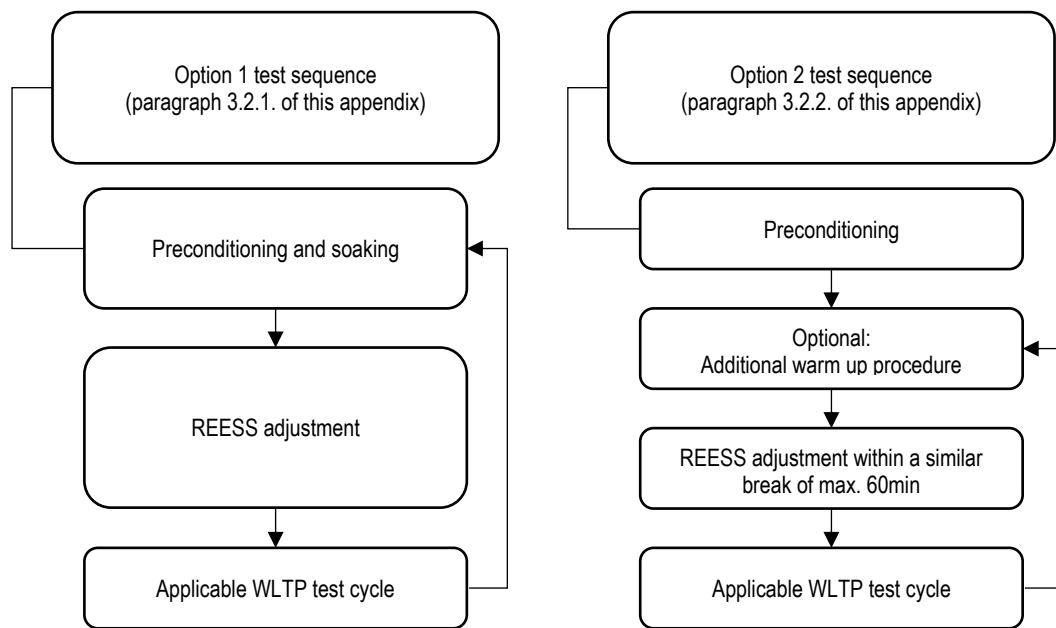 Option 1 test sequence
(paragraph 3.2.1. of this appendix)
Preconditioning and soaking
REESS adjustment
Applicable WLTP test cycle
Option 2 test sequence
(paragraph 3.2.2. of this appendix)
Preconditioning
Optional:
Additional warm up procedure
REESS adjustment within a similar
break of max. 60min
Applicable WLTP test cycle